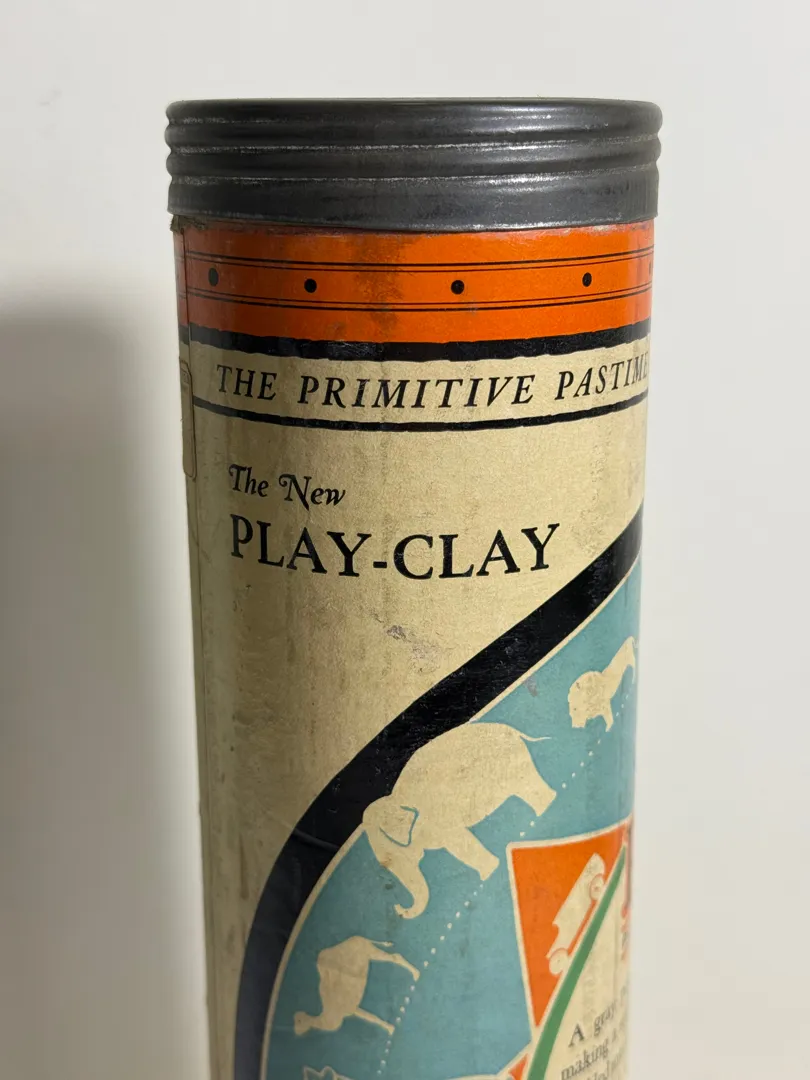 THE PRIMITIVE PASTIME
The New
PLAY-CLAY
A gray
making a